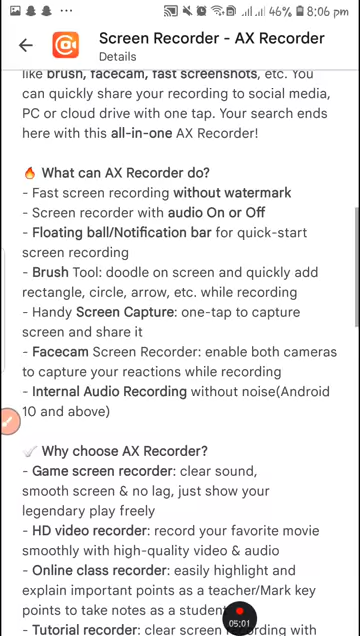 46% 8:06 pm
Screen Recorder - AX Recorder
Details
like brush, facecam, fast screenshots, etc. You
can quickly share your recording to social media,
PC or cloud drive with one tap. Your search ends
here with this all-in-one AX Recorder!
🔥 What can AX Recorder do?
- Fast screen recording without watermark
- Screen recorder with audio On or Off
- Floating ball/Notification bar for quick-start
screen recording
- Brush Tool: doodle on screen and quickly add
rectangle, circle, arrow, etc. while recording
- Handy Screen Capture: one-tap to capture
screen and share it
- Facecam Screen Recorder: enable both cameras
to capture your reactions while recording
- Internal Audio Recording without noise(Android
10 and above)
Why choose AX Recorder?
- Game screen recorder: clear sound,
smooth screen & no lag, just show your
legendary play freely
- HD video recorder: record your favorite movie
smoothly with high-quality video & audio
- Online class recorder: easily highlight and
explain important points as a teacher/Mark key
points to take notes as a student
- Tutorial recorder: clear screen recording with
05:01